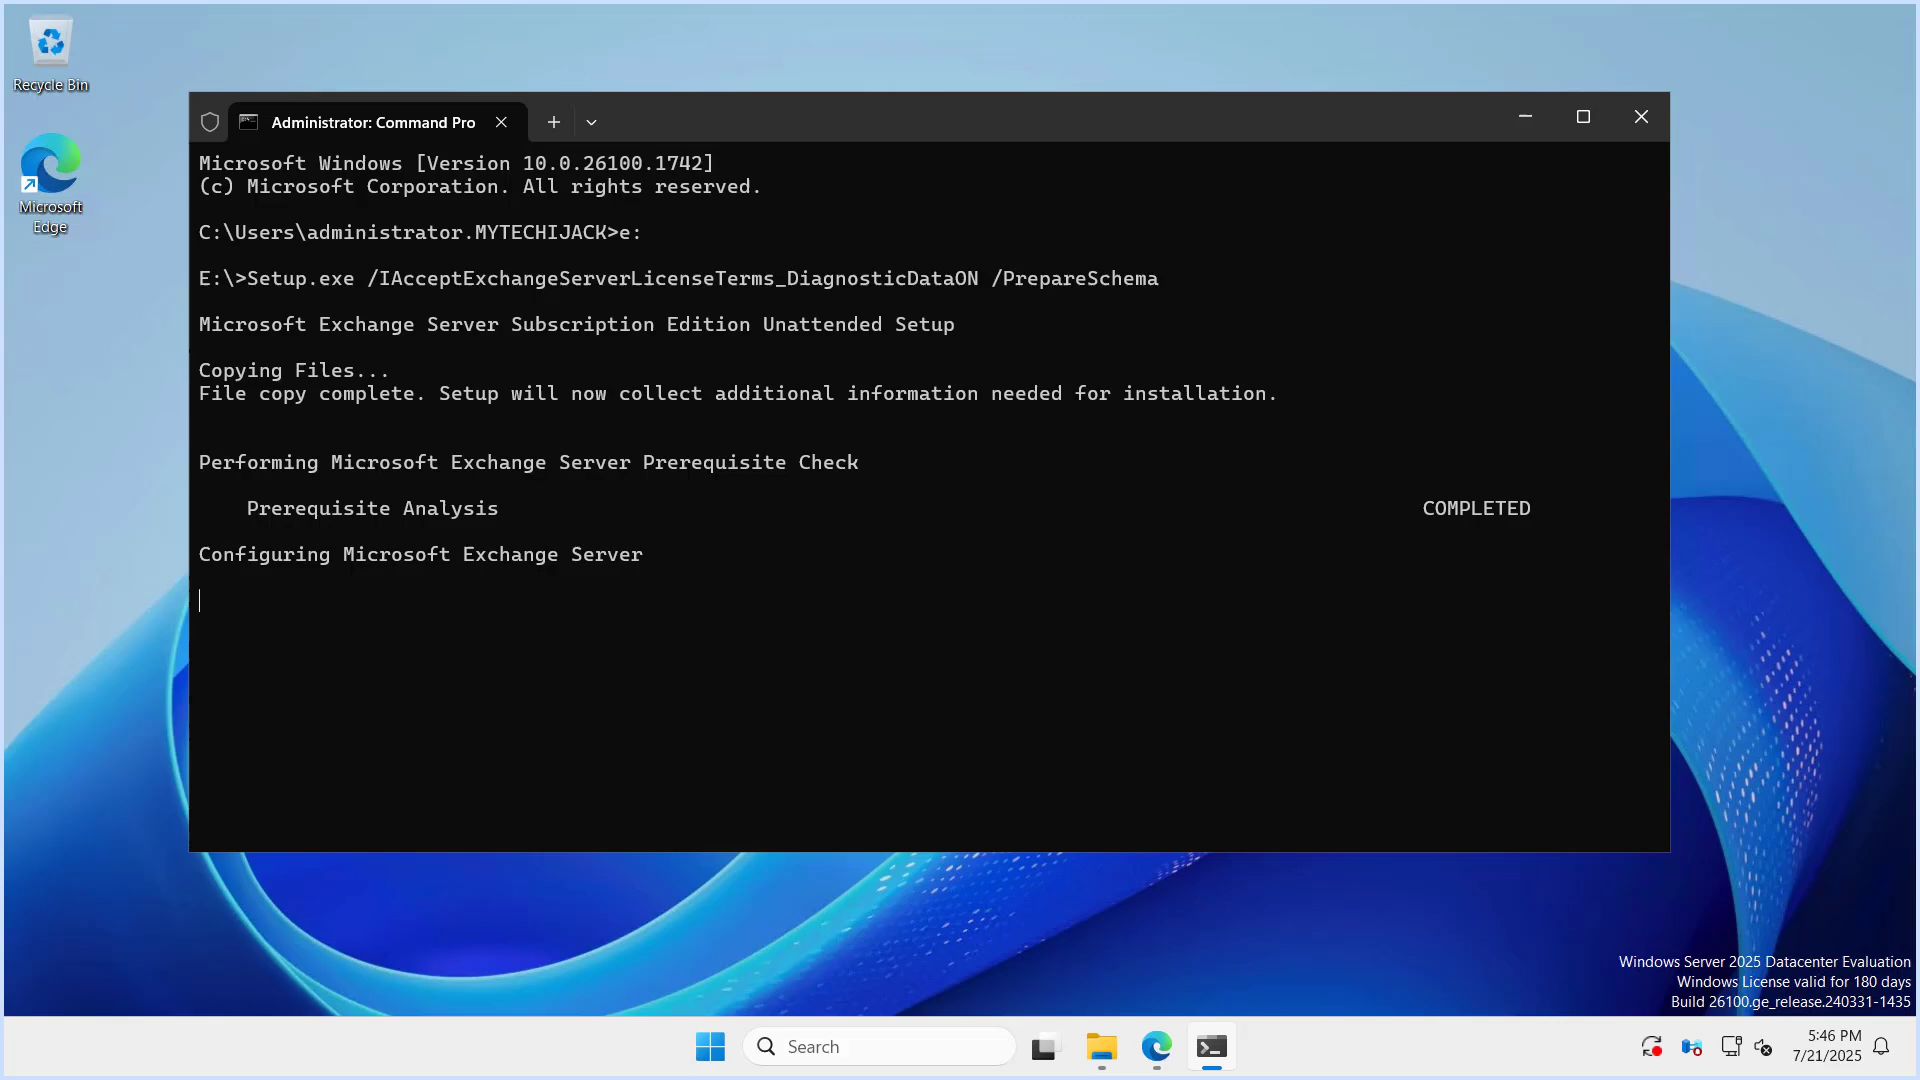 Recycle Bin
Microsoft
Edge
Administrator: Command Pro
Microsoft Windows [Version 10.0.26100.1742]
(c) Microsoft Corporation. All rights reserved.
C:\Users\administrator.MYTECHIJACK>e:
E:\>Setup.exe /IAcceptExchangeServerLicenseTerms_DiagnosticDataON /PrepareSchema
Microsoft Exchange Server Subscription Edition Unattended Setup
Copying Files...
File copy complete. Setup will now collect additional information needed for installation.
Performing Microsoft Exchange Server Prerequisite Check
Prerequisite Analysis COMPLETED
Configuring Microsoft Exchange Server
Windows Server 2025 Datacenter Evaluation
Windows License valid for 180 days
Build 26100.ge_release.240331-1435
Search
5:46 PM
7/21/2025